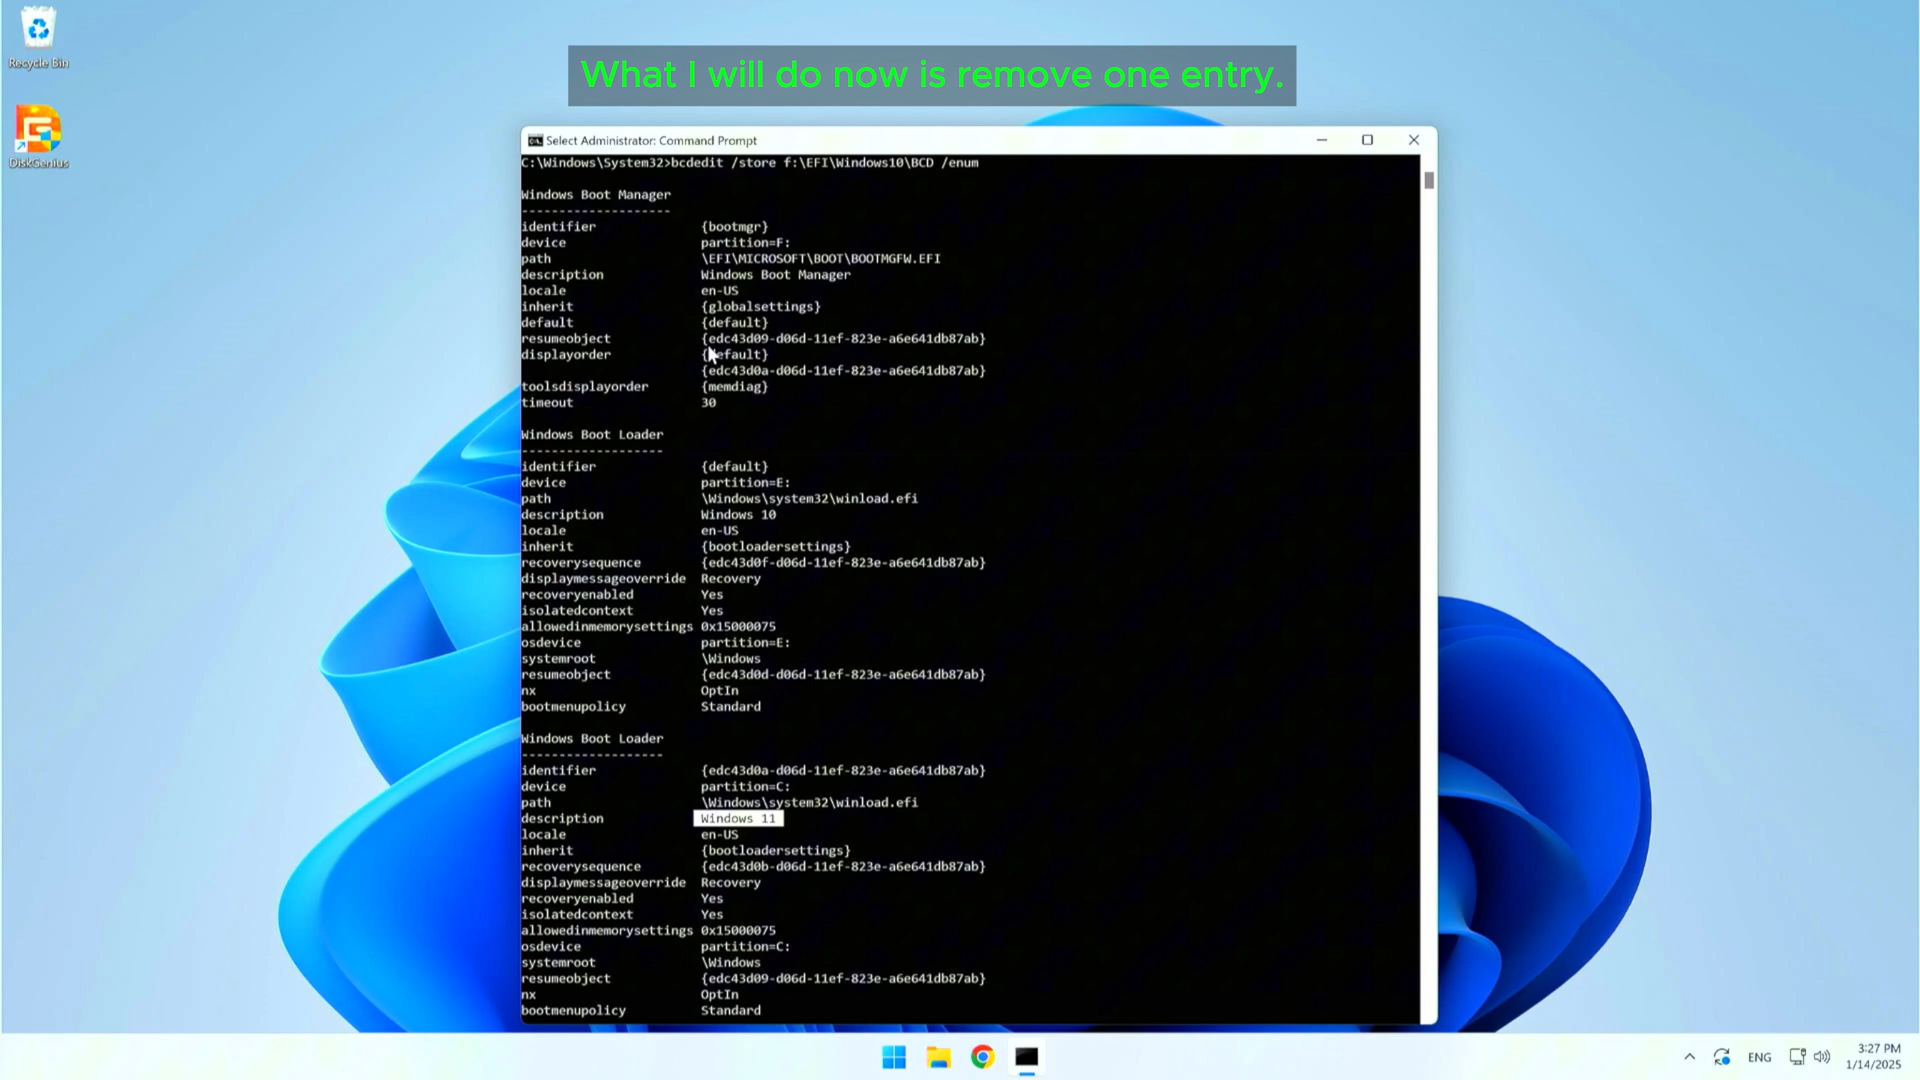 Recycle Bin
DiskGenius
What I will do now is remove one entry.
Select Administrator: Command Prompt
C:\Windows\System32>bcdedit /store f:\EFI\Windows10\BCD /enum
Windows Boot Manager
--------------------
identifier {bootmgr}
device partition=F:
path \EFI\MICROSOFT\BOOT\BOOTMGFW.EFI
description Windows Boot Manager
locale en-US
inherit {globalsettings}
default {default}
resumeobject {edc43d09-d06d-11ef-823e-a6e641db87ab}
displayorder {default}
{edc43d0a-d06d-11ef-823e-a6e641db87ab}
toolsdisplayorder {memdiag}
timeout 30
Windows Boot Loader
-------------------
identifier {default}
device partition=E:
path \Windows\system32\winload.efi
description Windows 10
locale en-US
inherit {bootloadersettings}
recoverysequence {edc43d0f-d06d-11ef-823e-a6e641db87ab}
displaymessageoverride Recovery
recoveryenabled Yes
isolatedcontext Yes
allowedinmemorysettings 0x15000075
osdevice partition=E:
systemroot \Windows
resumeobject {edc43d0d-d06d-11ef-823e-a6e641db87ab}
nx OptIn
bootmenupolicy Standard
Windows Boot Loader
-------------------
identifier {edc43d0a-d06d-11ef-823e-a6e641db87ab}
device partition=C:
path \Windows\system32\winload.efi
description Windows 11
locale en-US
inherit {bootloadersettings}
recoverysequence {edc43d0b-d06d-11ef-823e-a6e641db87ab}
displaymessageoverride Recovery
recoveryenabled Yes
isolatedcontext Yes
allowedinmemorysettings 0x15000075
osdevice partition=C:
systemroot \Windows
resumeobject {edc43d09-d06d-11ef-823e-a6e641db87ab}
nx OptIn
bootmenupolicy Standard
ENG
3:27 PM
1/14/2025